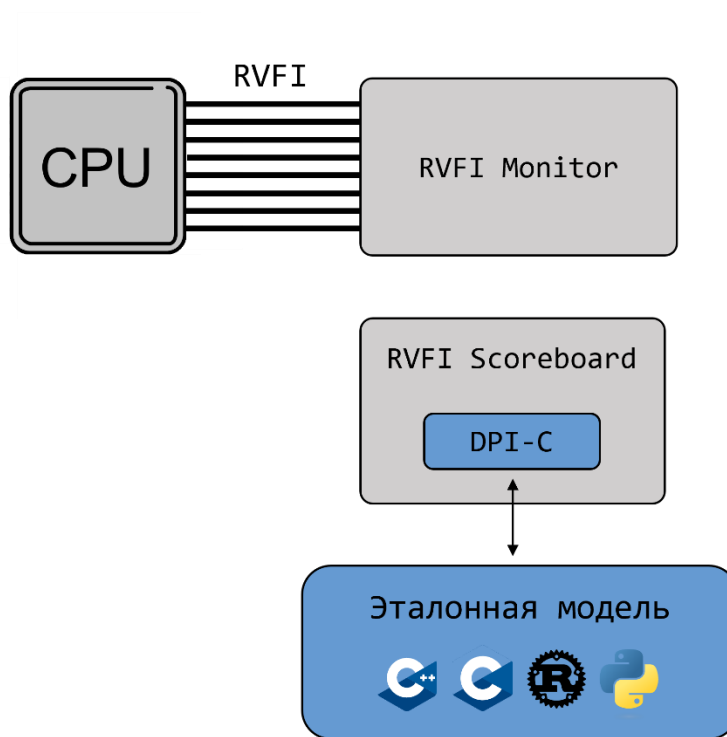 RVFI
CPU
RVFI Monitor
RVFI Scoreboard
DPI-C
Эталонная модель
C++
C
R